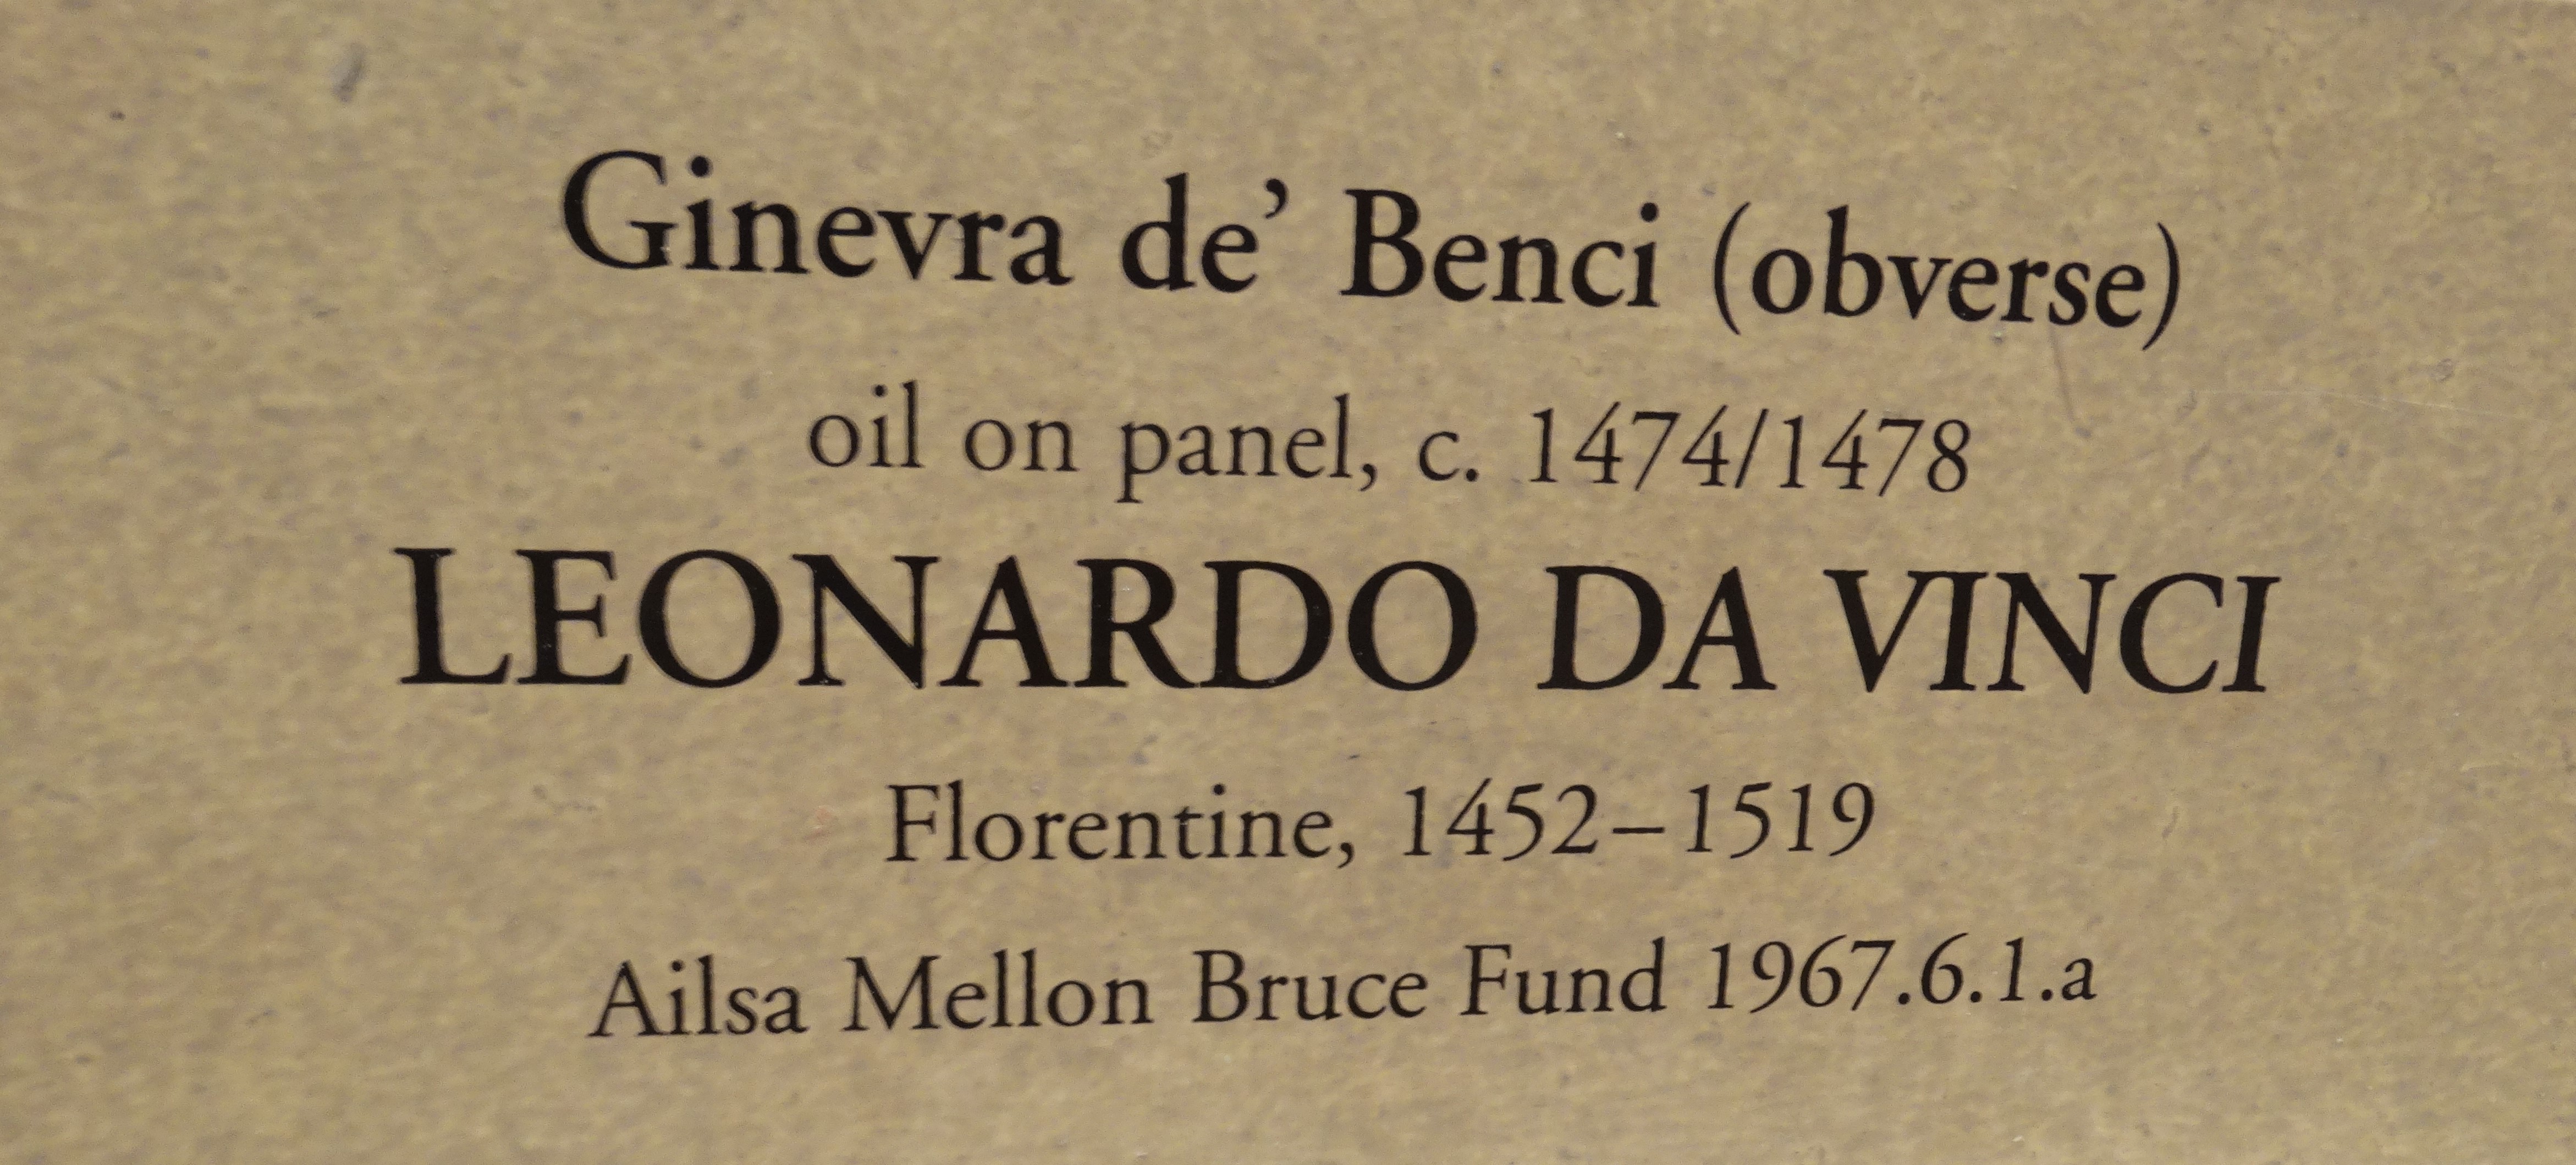 Ginevra de’ Benci (obverse)
oil on panel, c. 1474/1478
LEONARDO DA VINCI
Florentine, 1452–1519
Ailsa Mellon Bruce Fund 1967.6.1.a